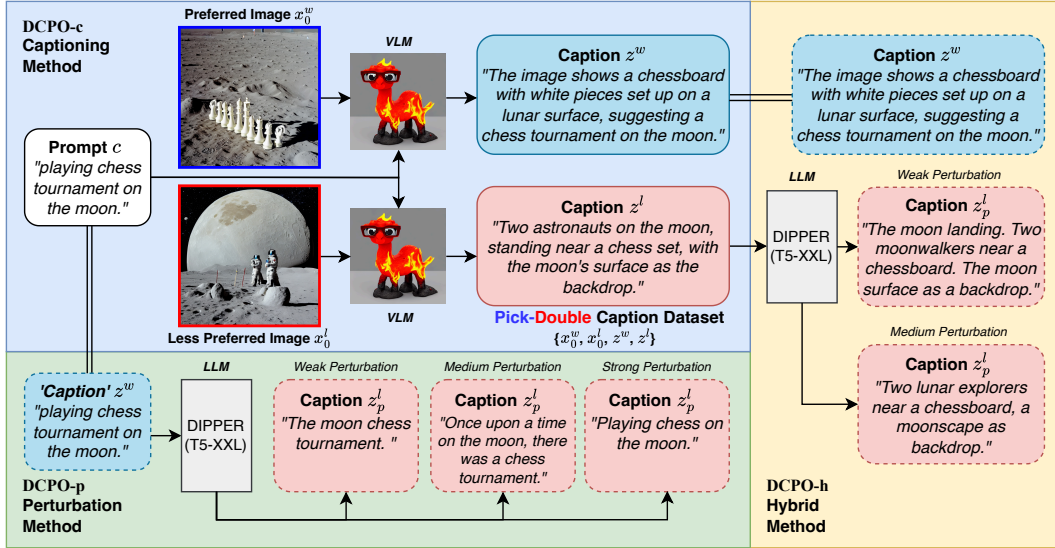 DCPO-c
Captioning
Method
Preferred Image x_0^w
VLM
Caption z^w
"The image shows a chessboard
with white pieces set up on a
lunar surface, suggesting a
chess tournament on the moon."
Caption z^w
"The image shows a chessboard
with white pieces set up on a
lunar surface, suggesting a
chess tournament on the moon."
Prompt c
"playing chess
tournament on
the moon."
Less Preferred Image x_0^l
VLM
Caption z^l
"Two astronauts on the moon,
standing near a chess set, with
the moon's surface as the
backdrop."
Pick-Double Caption Dataset
{x_0^w, x_0^l, z^w, z^l}
LLM
DIPPER
(T5-XXL)
Weak Perturbation
Caption z_p^l
"The moon landing. Two
moonwalkers near a
chessboard. The moon
surface as a backdrop."
Medium Perturbation
Caption z_p^l
"Two lunar explorers
near a chessboard, a
moonscape as
backdrop."
DCPO-h
Hybrid
Method
'Caption' z^w
"playing chess
tournament on
the moon."
DCPO-p
Perturbation
Method
LLM
DIPPER
(T5-XXL)
Weak Perturbation
Caption z_p^l
"The moon chess
tournament. "
Medium Perturbation
Caption z_p^l
"Once upon a time
on the moon, there
was a chess
tournament."
Strong Perturbation
Caption z_p^l
"Playing chess on
the moon."